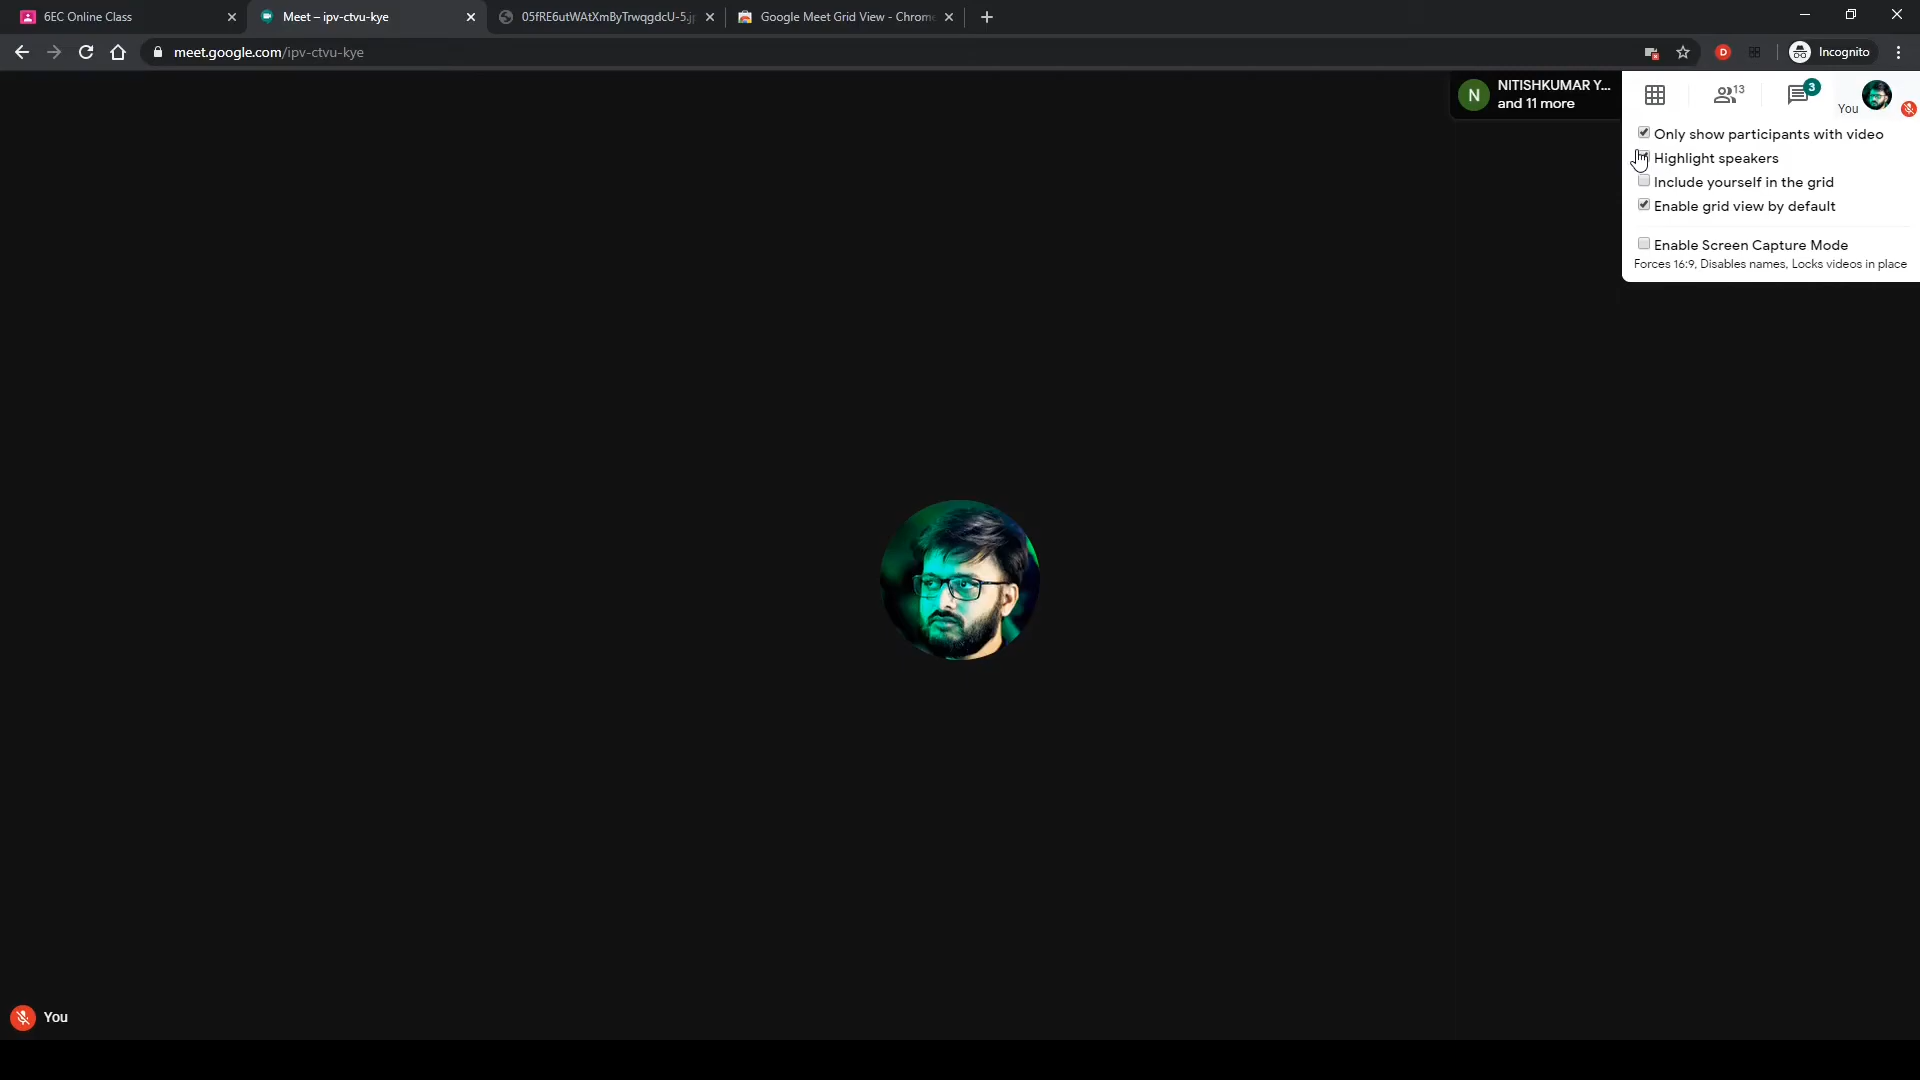 6EC Online Class
Meet – ipv-ctvu-kye
05fRE6utWAtXmByTrwqgdcU-5.j
Google Meet Grid View - Chrome
meet.google.com/ipv-ctvu-kye
D
Incognito
N
NITISHKUMAR Y...
and 11 more
13
3
You
Only show participants with video
Highlight speakers
Include yourself in the grid
Enable grid view by default
Enable Screen Capture Mode
Forces 16:9, Disables names, Locks videos in place
You